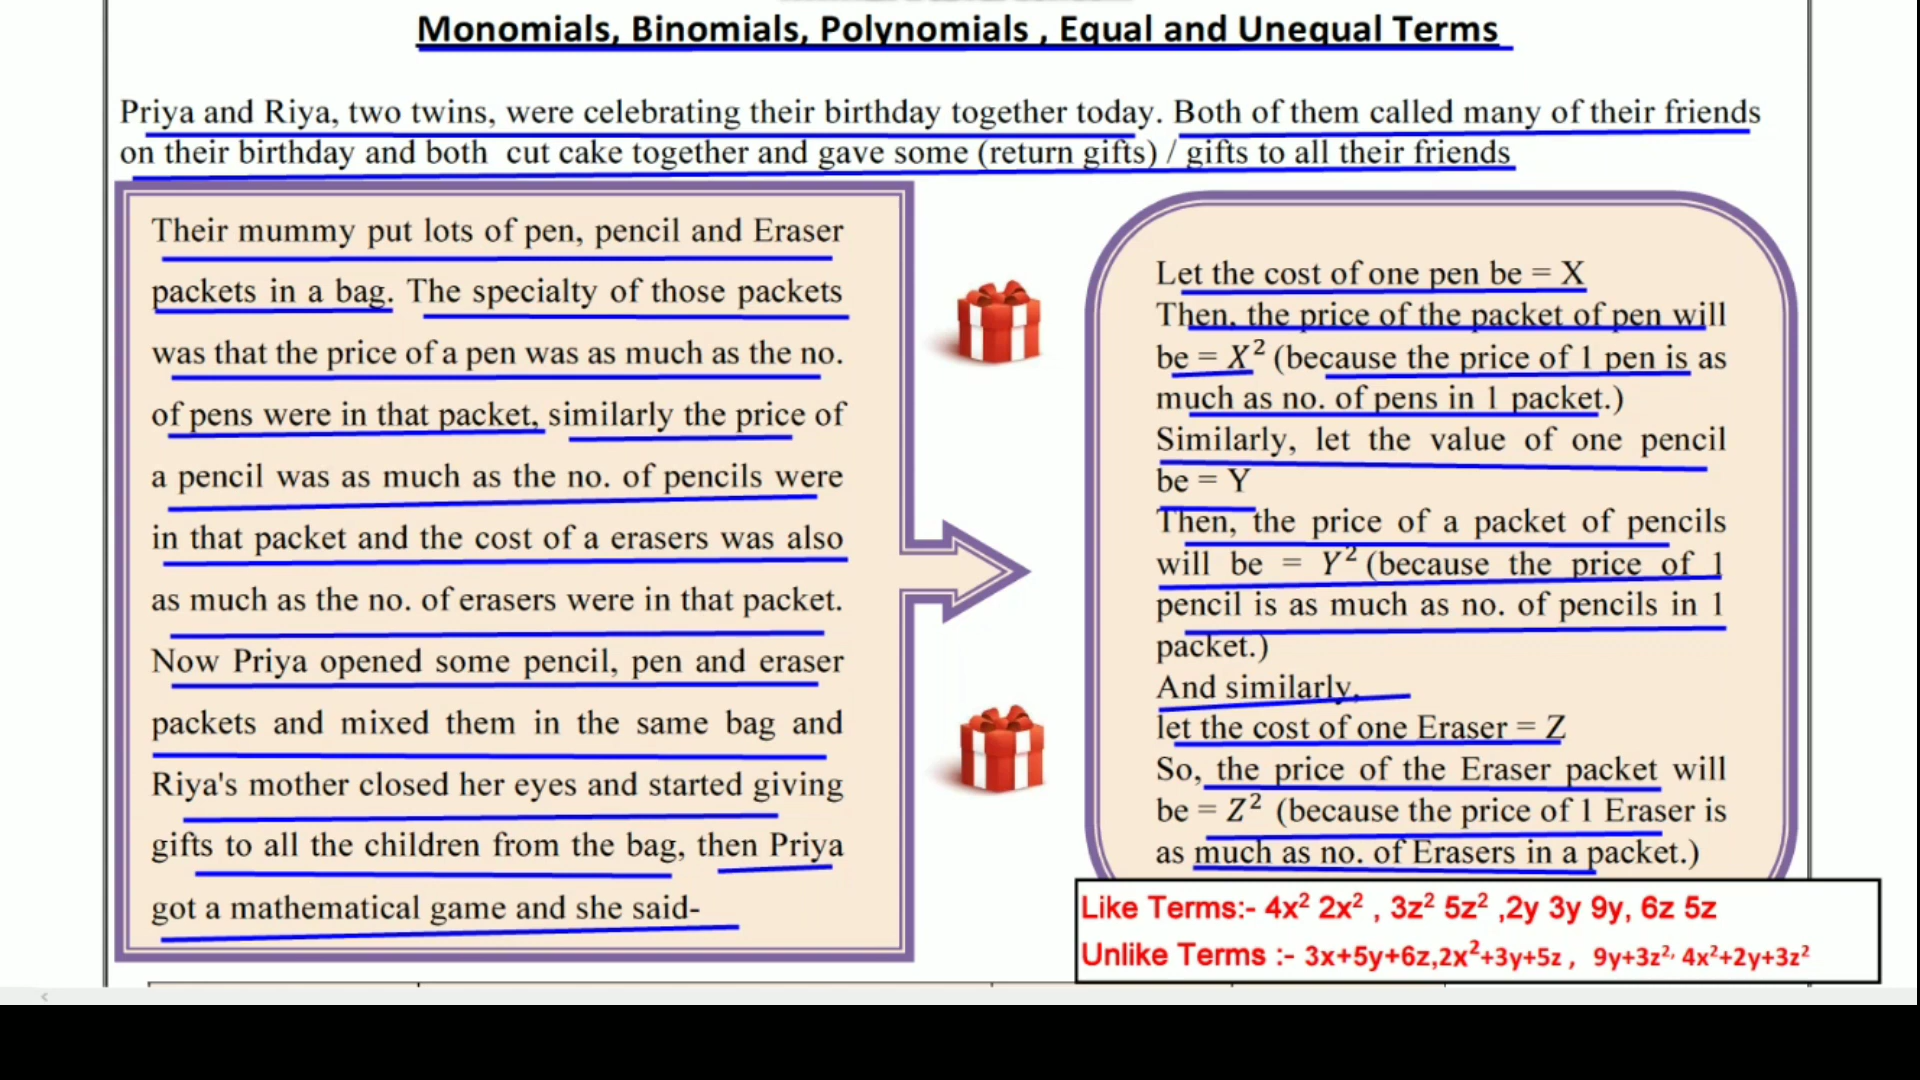 Monomials, Binomials, Polynomials , Equal and Unequal Terms
Priya and Riya, two twins, were celebrating their birthday together today. Both of them called many of their friends
on their birthday and both cut cake together and gave some (return gifts) / gifts to all their friends
Their mummy put lots of pen, pencil and Eraser
packets in a bag. The specialty of those packets
was that the price of a pen was as much as the no.
of pens were in that packet, similarly the price of
a pencil was as much as the no. of pencils were
in that packet and the cost of a erasers was also
as much as the no. of erasers were in that packet.
Now Priya opened some pencil, pen and eraser
packets and mixed them in the same bag and
Riya's mother closed her eyes and started giving
gifts to all the children from the bag, then Priya
got a mathematical game and she said-
Let the cost of one pen be = X
Then, the price of the packet of pen will
be = X² (because the price of 1 pen is as
much as no. of pens in 1 packet.)
Similarly, let the value of one pencil
be = Y
Then, the price of a packet of pencils
will be = Y² (because the price of 1
pencil is as much as no. of pencils in 1
packet.)
And similarly,
let the cost of one Eraser = Z
So, the price of the Eraser packet will
be = Z² (because the price of 1 Eraser is
as much as no. of Erasers in a packet.)
Like Terms:- 4x² 2x² , 3z² 5z² ,2y 3y 9y, 6z 5z
Unlike Terms :- 3x+5y+6z,2x²+3y+5z , 9y+3z², 4x²+2y+3z²